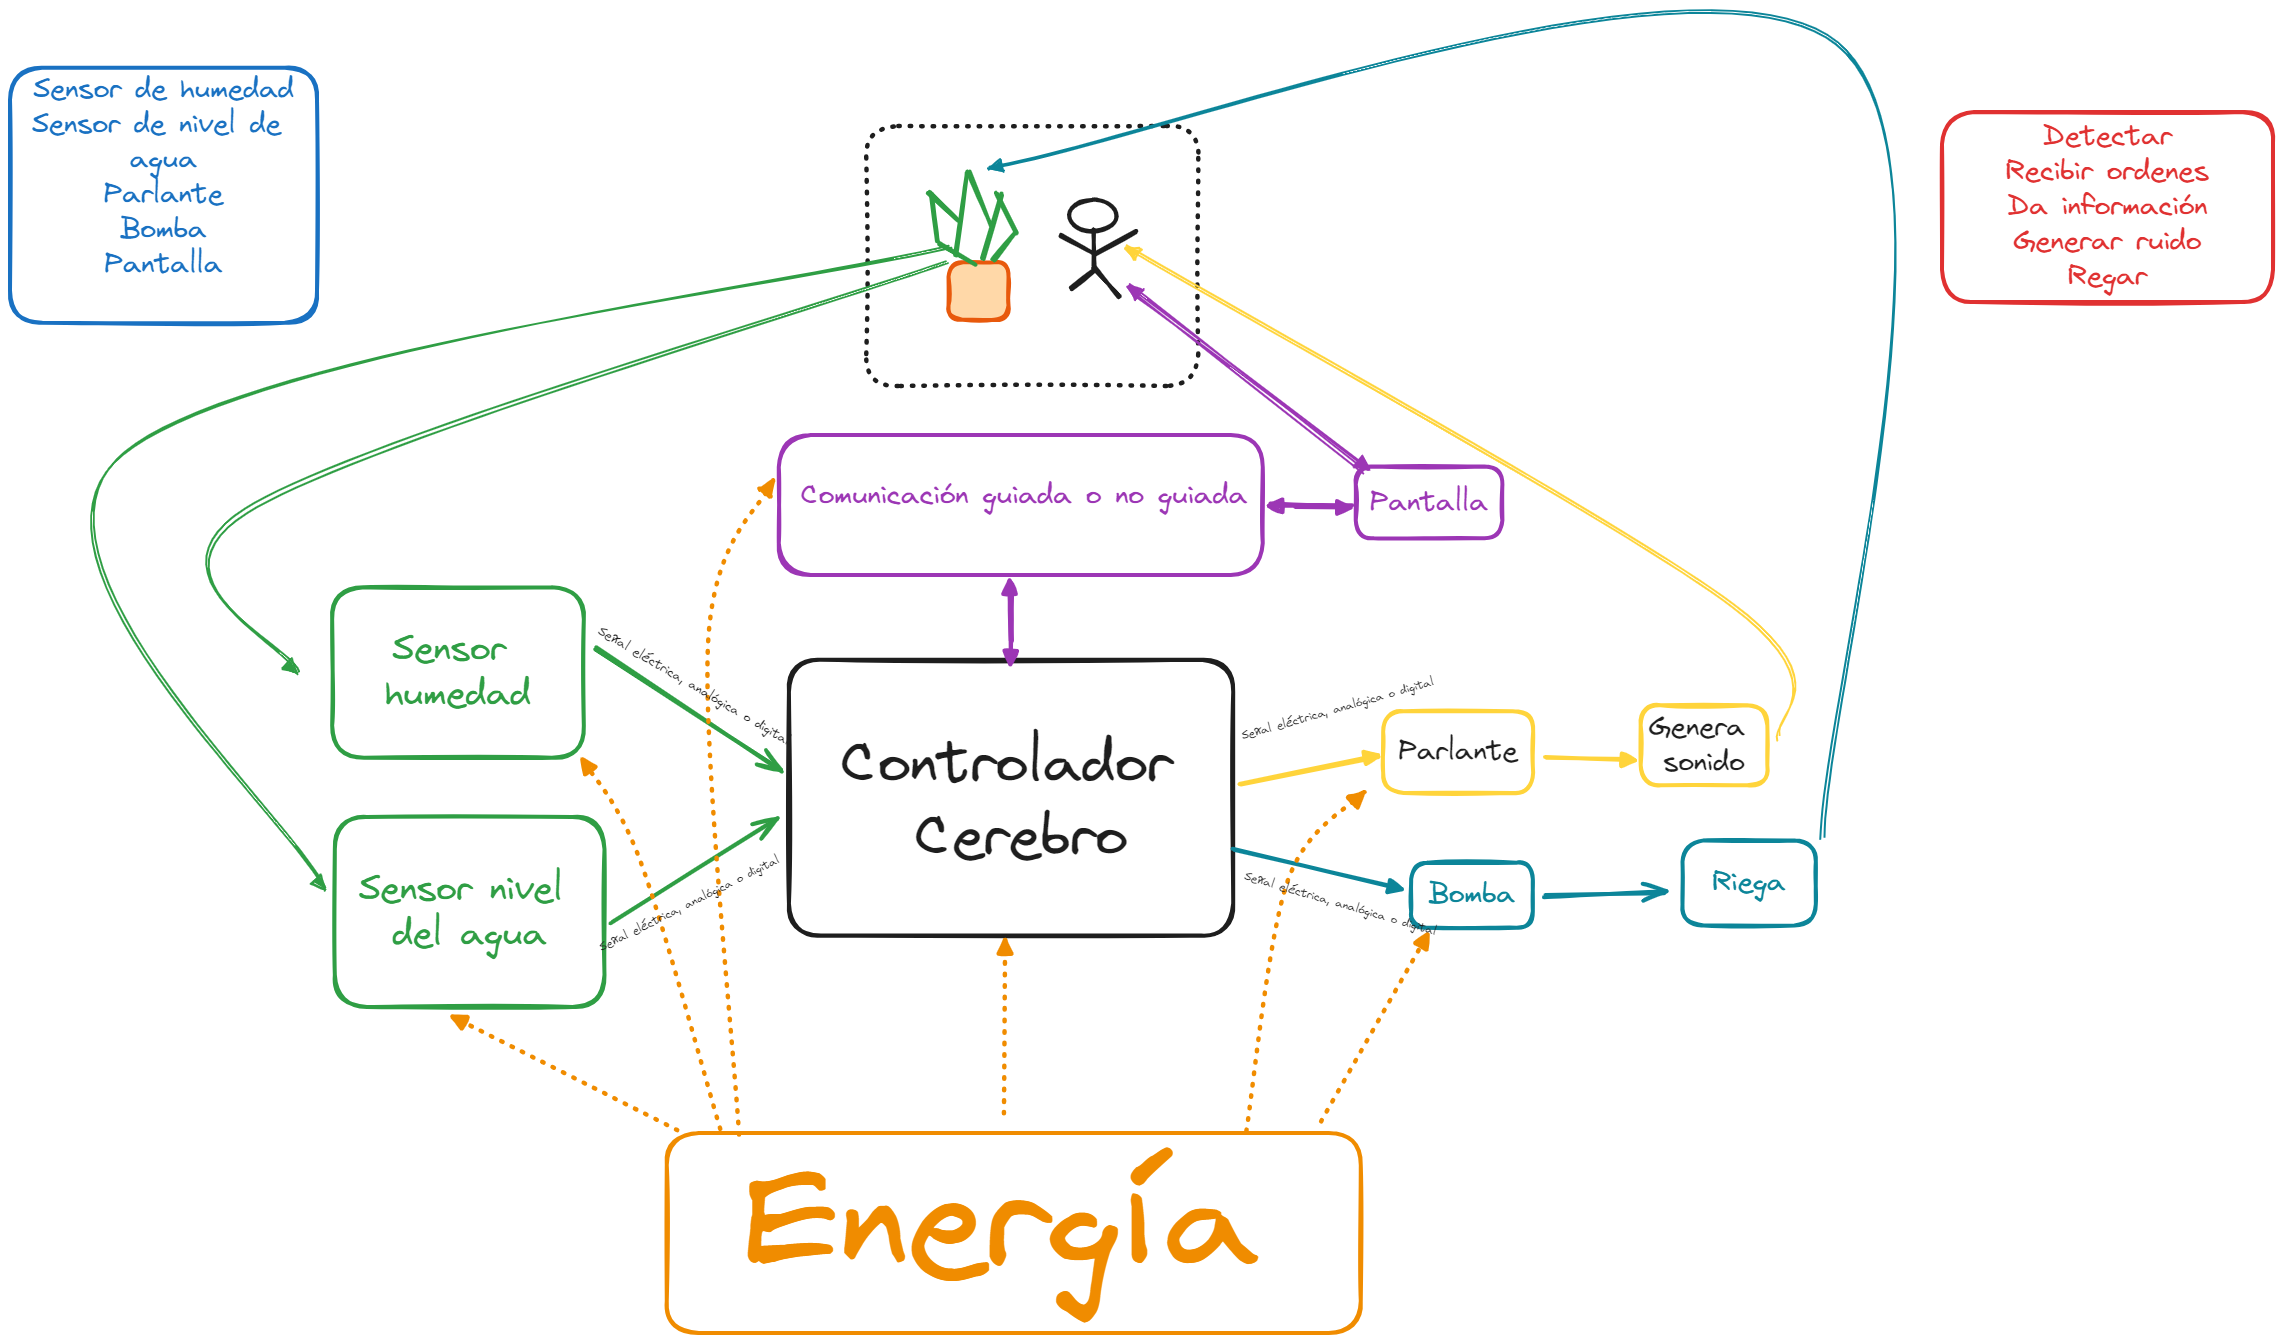 Sensor de humedad
Sensor de nivel de
agua
Parlante
Bomba
Pantalla
Detectar
Recibir ordenes
Da información
Generar ruido
Regar
Comunicación guiada o no guiada
Pantalla
Sensor
humedad
Señal eléctrica, analógica o digital
Controlador
Cerebro
Señal eléctrica, analógica o digital
Parlante
Genera
sonido
Sensor nivel
del agua
Señal eléctrica, analógica o digital
Señal eléctrica, analógica o digital
Bomba
Riega
Energía